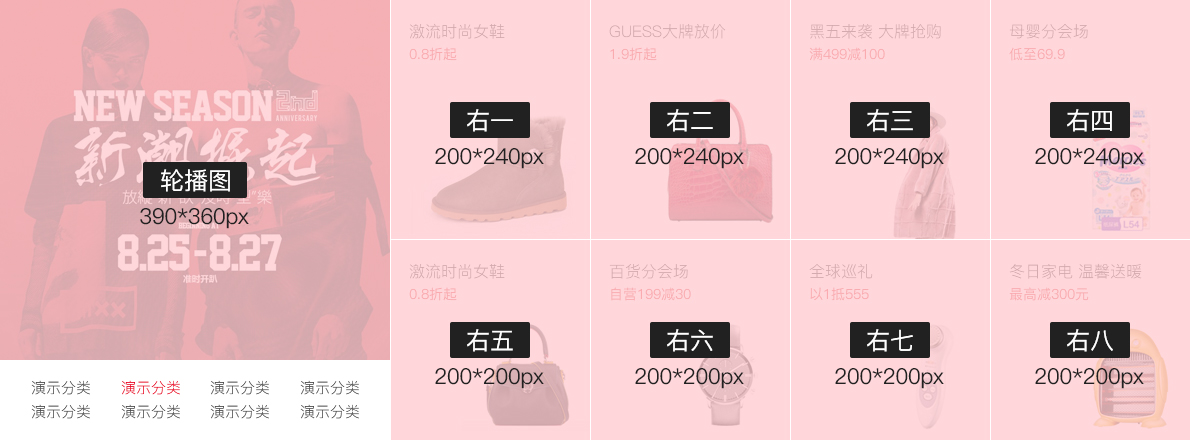 NEW SEASON 2nd
ANNIVERSARY
新潮崛起
轮播图
390*360px
8.25-8.27
准时开趴
演示分类 演示分类 演示分类 演示分类
演示分类 演示分类 演示分类 演示分类
激流时尚女鞋
0.8折起
右一
200*240px
GUESS大牌放价
1.9折起
右二
200*240px
黑五来袭 大牌抢购
满499减100
右三
200*240px
母婴分会场
低至69.9
右四
200*240px
L54
激流时尚女鞋
0.8折起
右五
200*200px
百货分会场
自营199减30
右六
200*200px
全球巡礼
以1抵555
右七
200*200px
冬日家电 温馨送暖
最高减300元
右八
200*200px